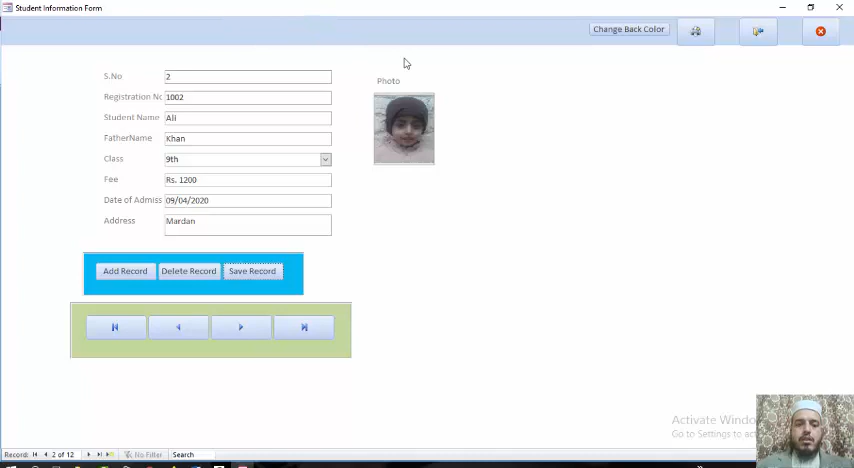 Student Information Form
Change Back Color
S.No 2
Photo
Registration Nc 1002
Student Name Ali
FatherName Khan
Class 9th
Fee Rs. 1200
Date of Admiss 09/04/2020
Address Mardan
Add Record Delete Record Save Record
Activate Windo
Go to Settings to act
Record: 2 of 12 No Filter Search